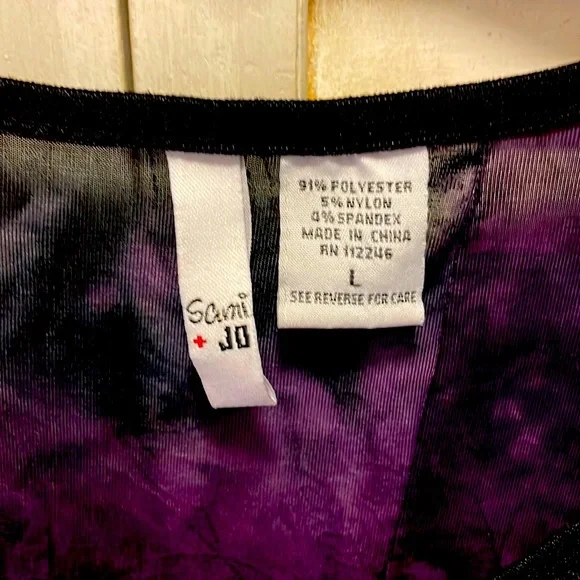 Sami
+ JO
91% POLYESTER
5% NYLON
4% SPANDEX
MADE IN CHINA
RN 112246
L
SEE REVERSE FOR CARE